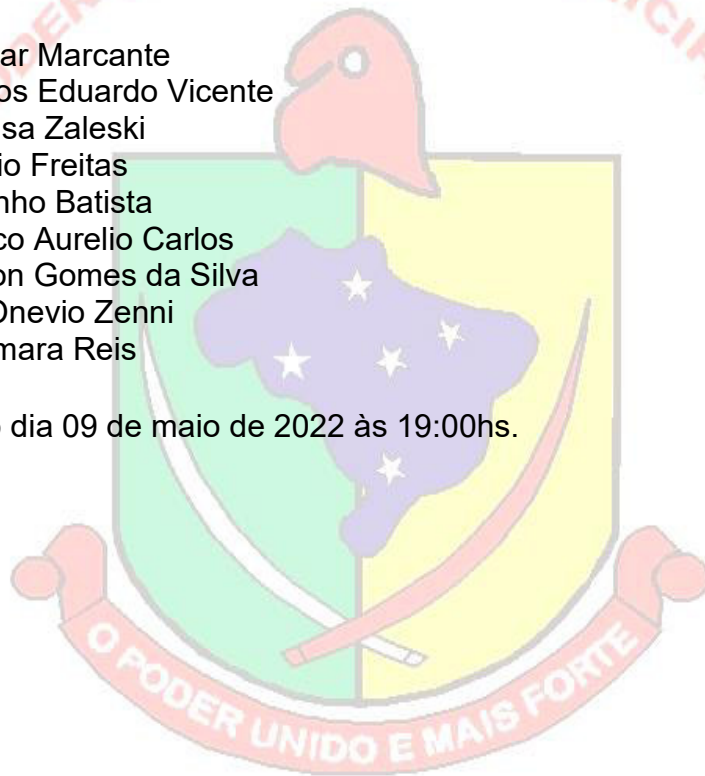 ar Marcante
os Eduardo Vicente
sa Zaleski
io Freitas
nho Batista
co Aurelio Carlos
on Gomes da Silva
Onevio Zenni
mara Reis
dia 09 de maio de 2022 às 19:00hs.
O PODER UNIDO E MAIS FORTE